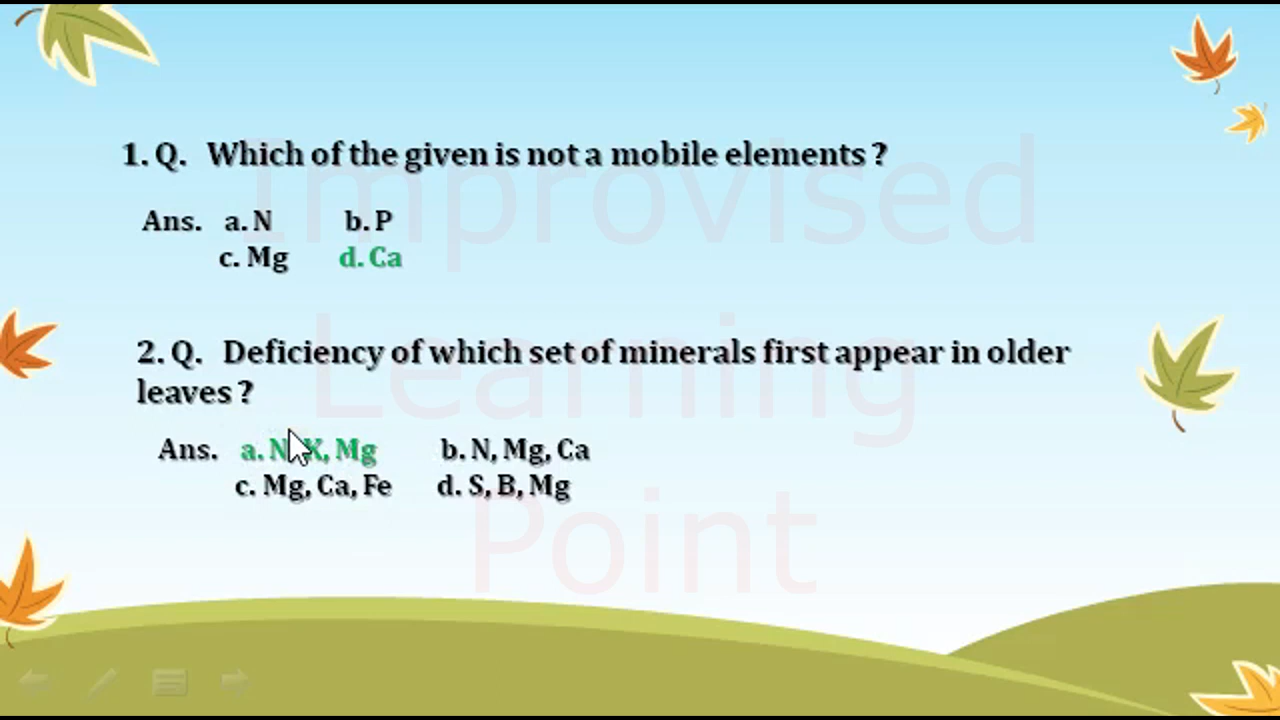 1. Q. Which of the given is not a mobile elements ?
Ans. a. N b. P
c. Mg d. Ca
2. Q. Deficiency of which set of minerals first appear in older
leaves ?
Ans. a. N, K, Mg b. N, Mg, Ca
c. Mg, Ca, Fe d. S, B, Mg
Improvised
Learning
Point